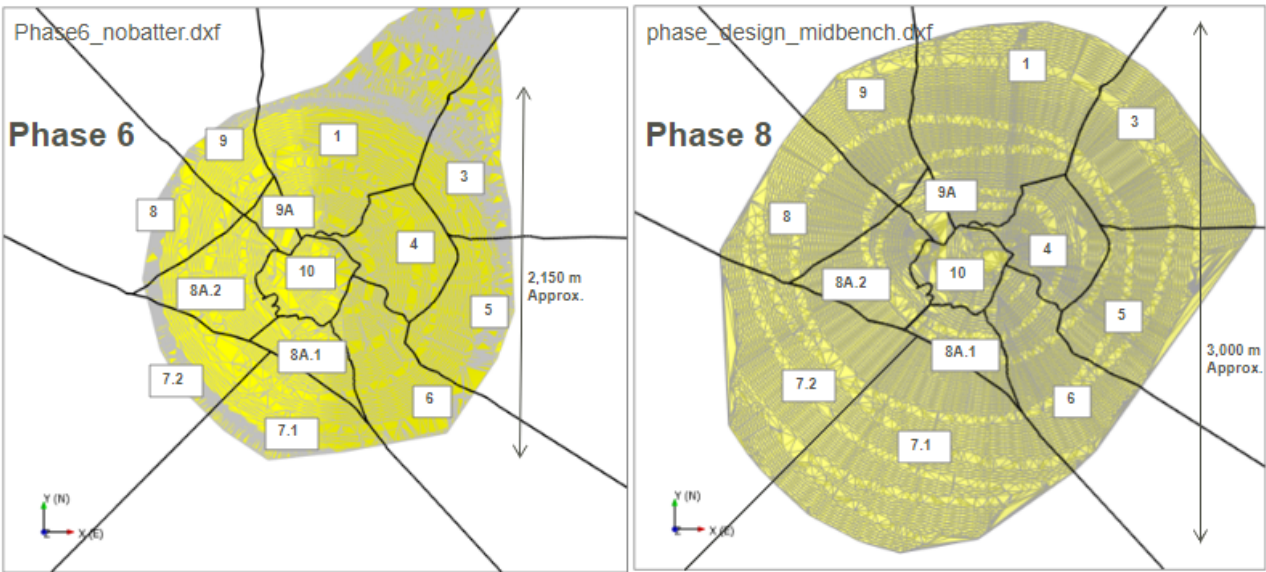 Phase6_nobatter.dxf
Phase 6
9
1
3
8
9A
4
10
8A.2
5
8A.1
7.2
6
7.1
2,150 m
Approx.
Y (N)
X (E)
Z
phase_design_midbench.dxf
Phase 8
1
9
3
9A
8
4
10
8A.2
5
8A.1
7.2
6
7.1
3,000 m
Approx.
Y (N)
X (E)
Z